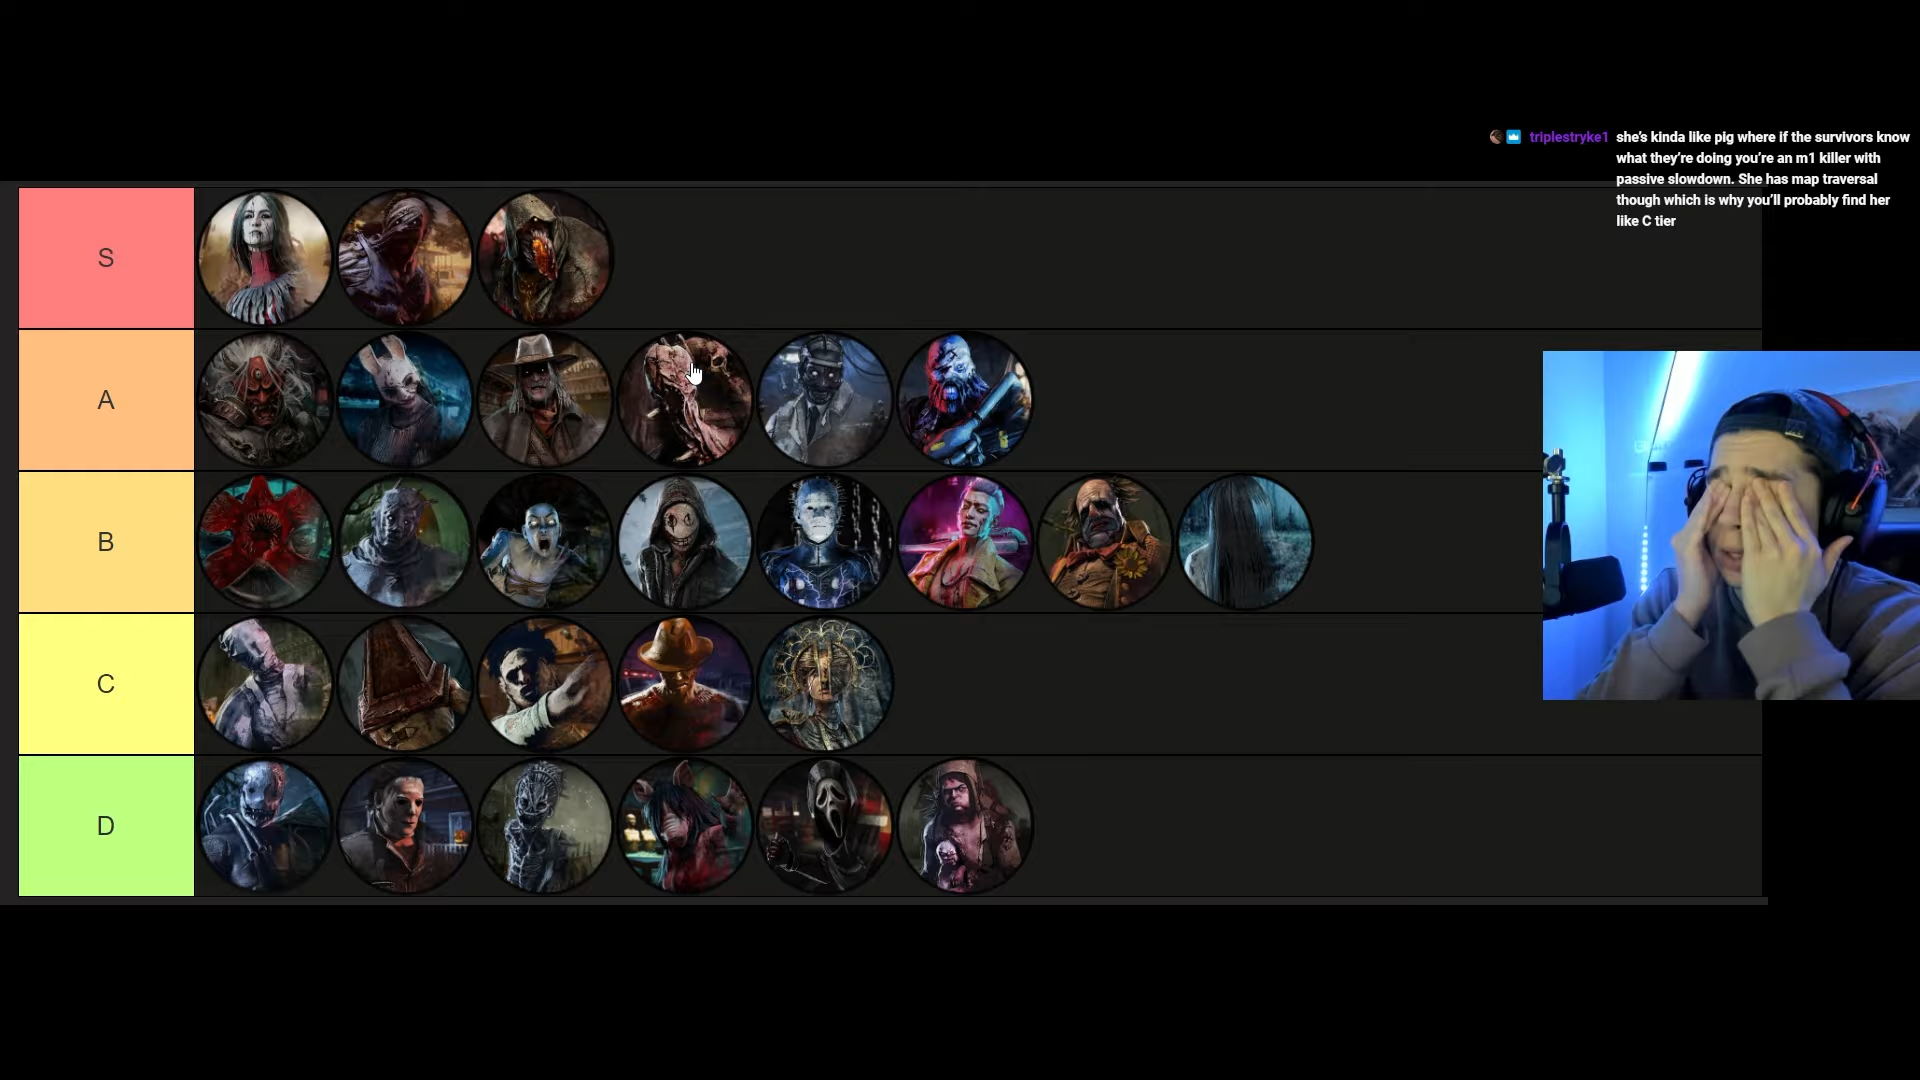 triplestryke1 she's kinda like pig where if the survivors know
what they're doing you're an m1 killer with
passive slowdown. She has map traversal
though which is why you'll probably find her
like C tier
S
A
B
C
D